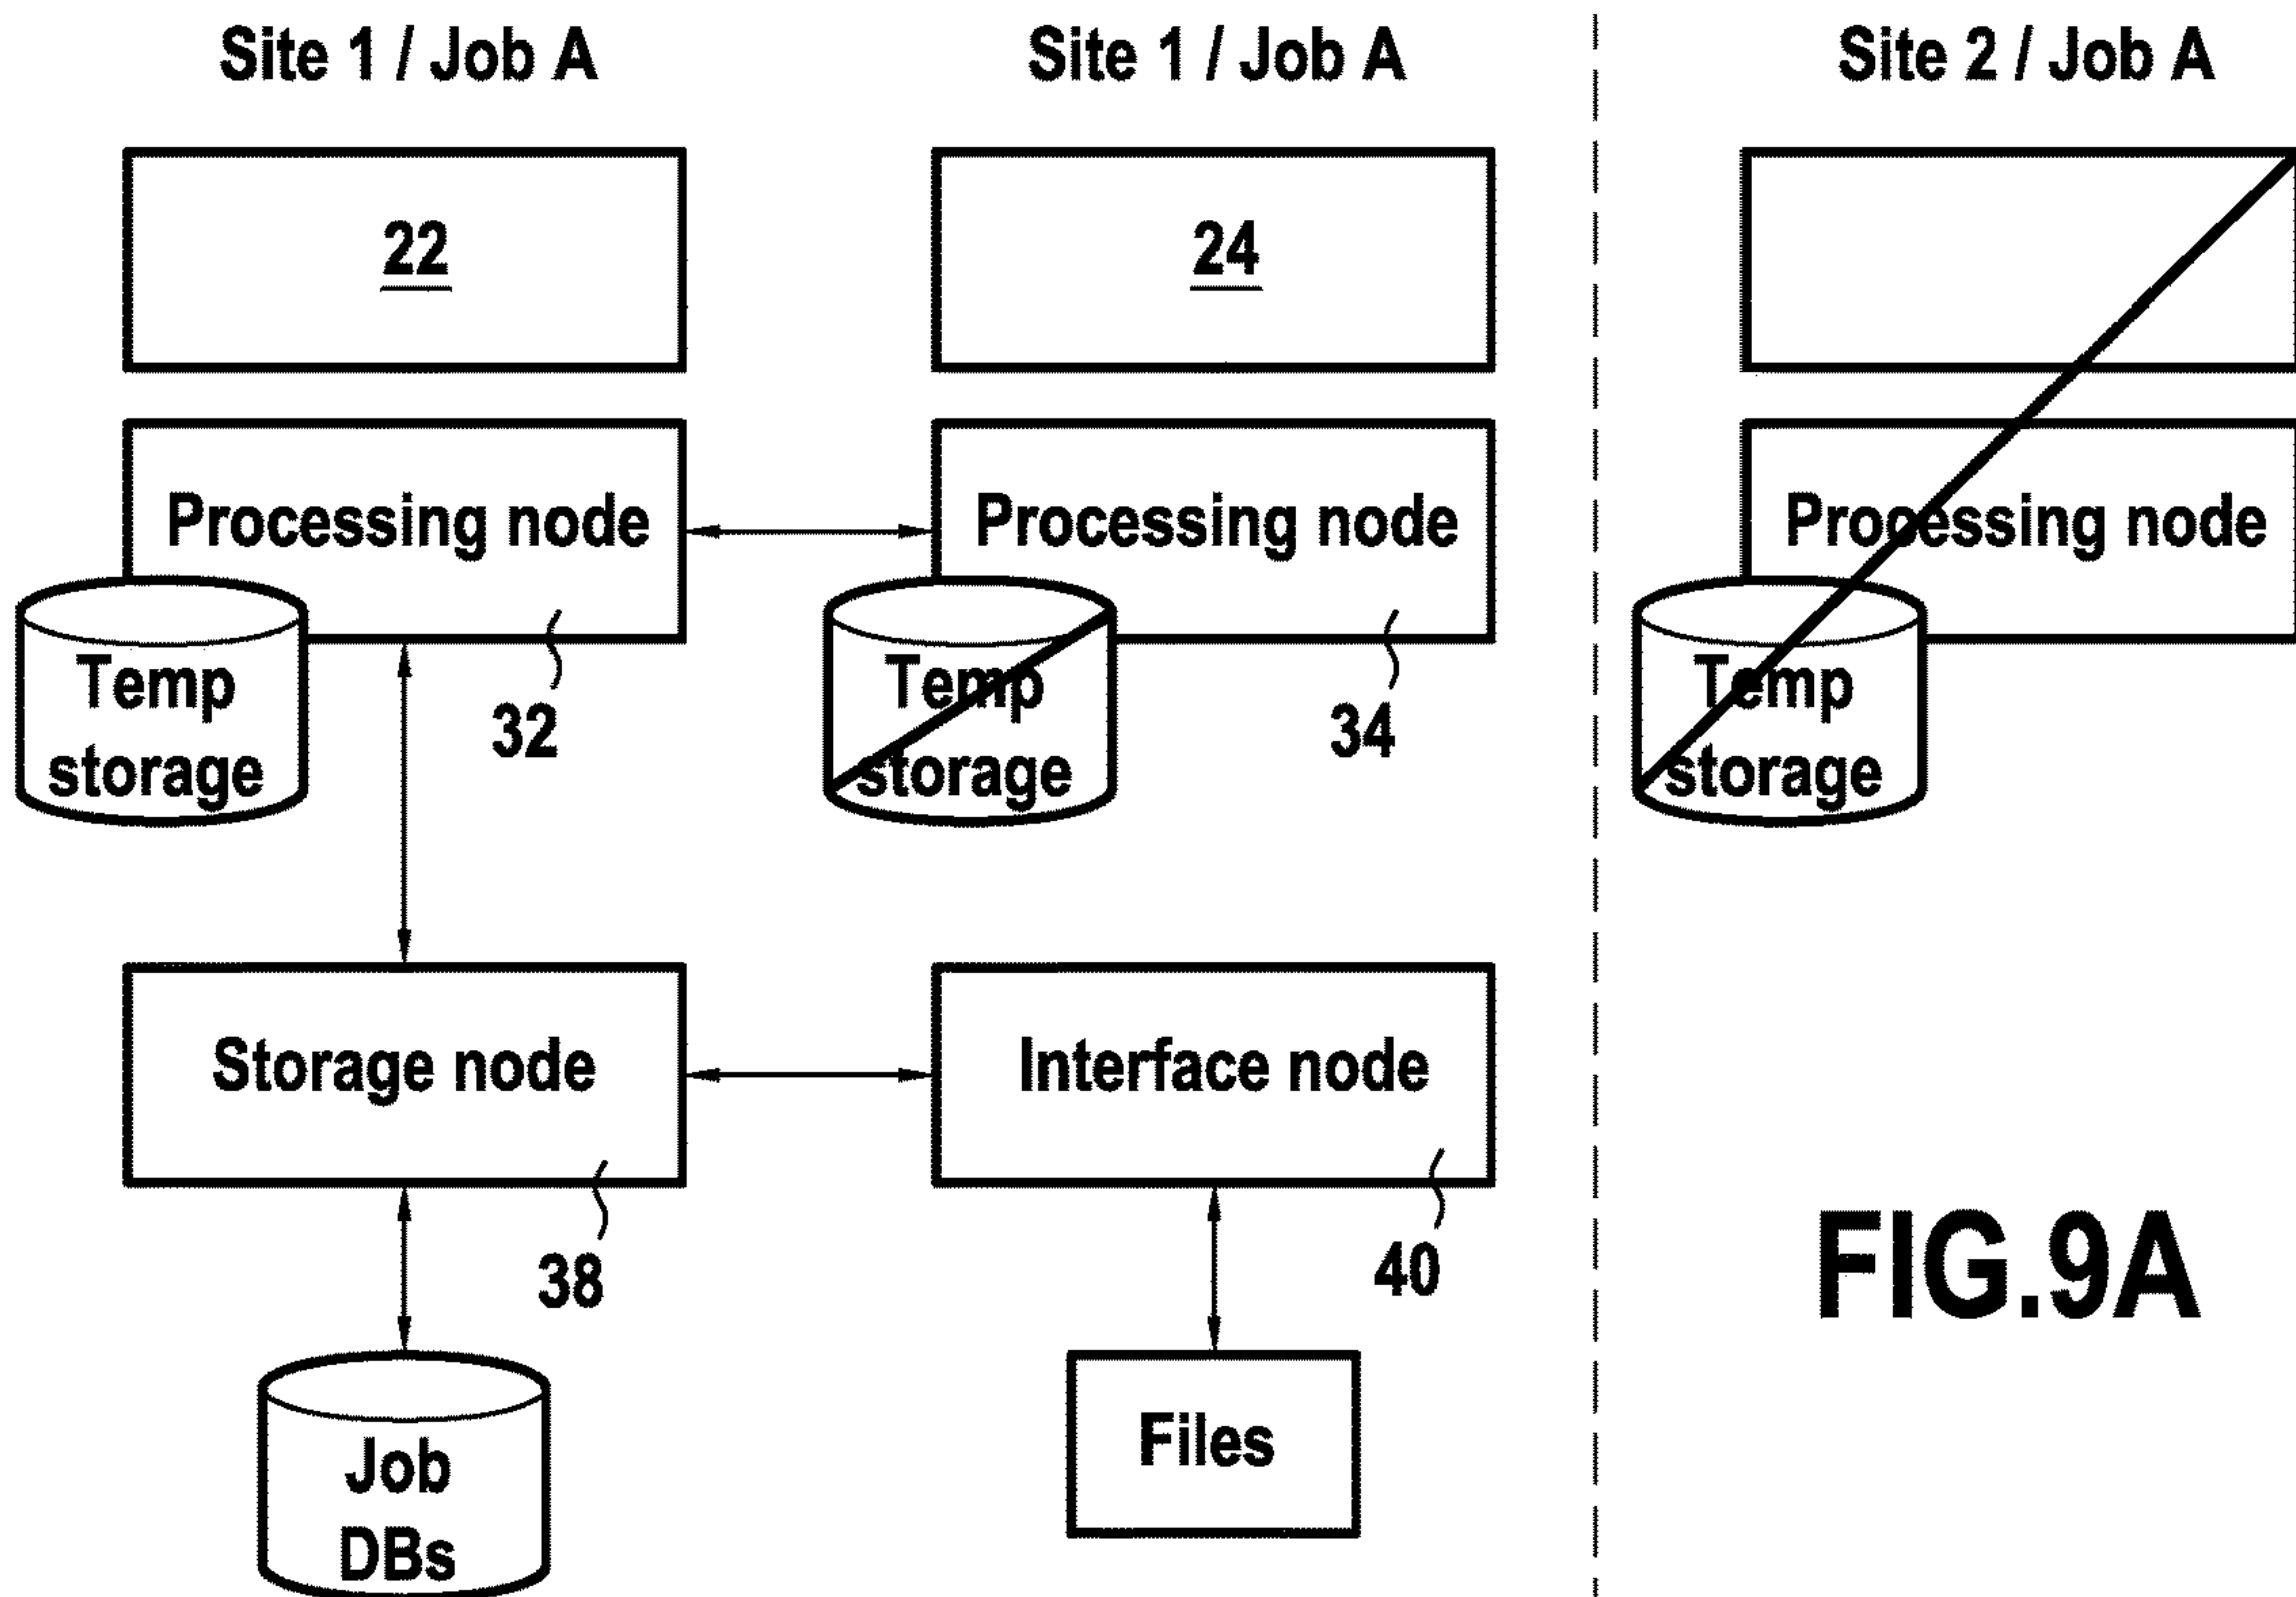 Site 1 / Job A
Site 1 / Job A
Site 2 / Job A
22
24
Processing node
Processing node
Processing node
Temp
storage
32
Temp
storage
34
Temp
storage
Storage node
Interface node
38
40
FIG.9A
Job
DBs
Files